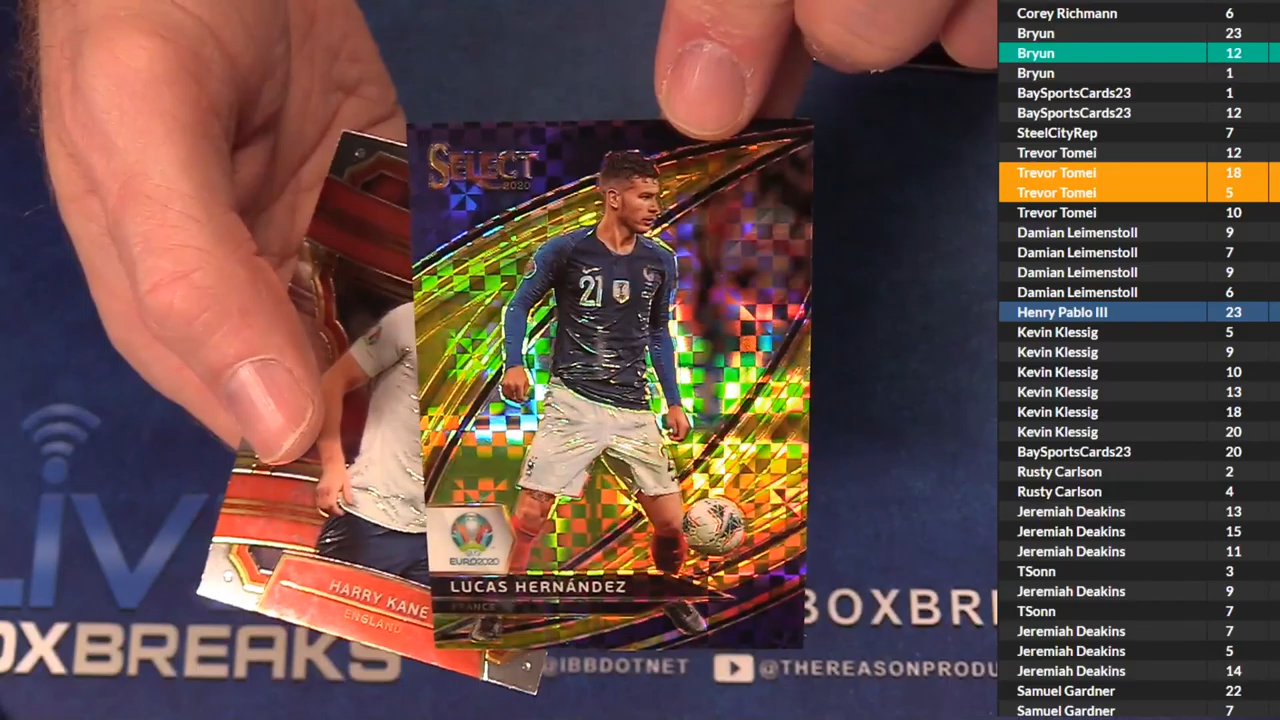 SELECT
2020
21
EURO2020
LUCAS HERNÁNDEZ
FRANCE
HARRY KANE
ENGLAND
LIV
OXBREAKS
BOXBRE
@IBBDOTNET
@THEREASONPRODU
Corey Richmann 6
Bryun 23
Bryun 12
Bryun 1
BaySportsCards23 1
BaySportsCards23 12
SteelCityRep 7
Trevor Tomei 12
Trevor Tomei 18
Trevor Tomei 5
Trevor Tomei 10
Damian Leimenstoll 9
Damian Leimenstoll 7
Damian Leimenstoll 9
Damian Leimenstoll 6
Henry Pablo III 23
Kevin Klessig 5
Kevin Klessig 9
Kevin Klessig 10
Kevin Klessig 13
Kevin Klessig 18
Kevin Klessig 20
BaySportsCards23 20
Rusty Carlson 2
Rusty Carlson 4
Jeremiah Deakins 13
Jeremiah Deakins 15
Jeremiah Deakins 11
TSonn 3
Jeremiah Deakins 9
TSonn 7
Jeremiah Deakins 7
Jeremiah Deakins 5
Jeremiah Deakins 14
Samuel Gardner 22
Samuel Gardner 7